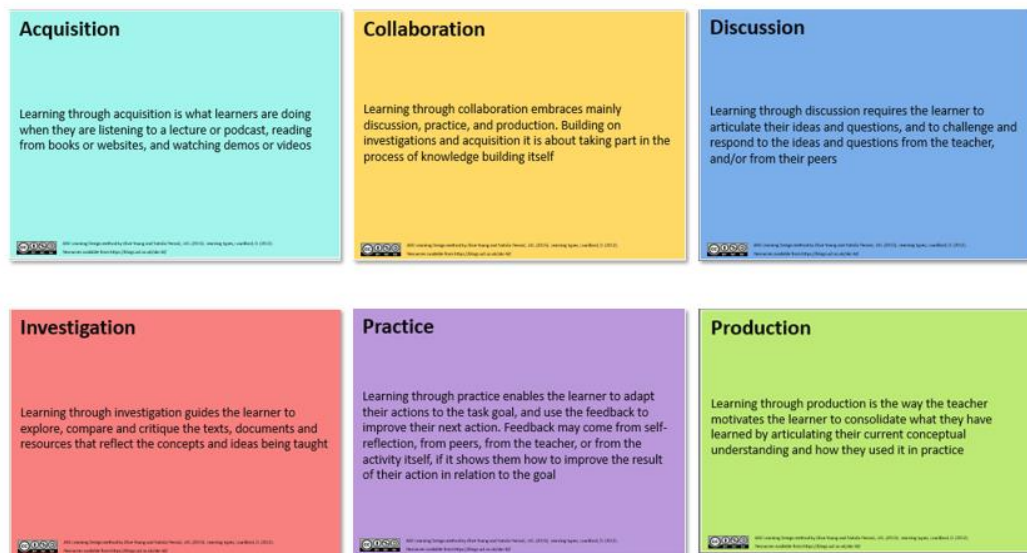 Acquisition
Learning through acquisition is what learners are doing
when they are listening to a lecture or podcast, reading
from books or websites, and watching demos or videos
Collaboration
Learning through collaboration embraces mainly
discussion, practice, and production. Building on
investigations and acquisition it is about taking part in the
process of knowledge building itself
Discussion
Learning through discussion requires the learner to
articulate their ideas and questions, and to challenge and
respond to the ideas and questions from the teacher,
and/or from their peers
Investigation
Learning through investigation guides the learner to
explore, compare and critique the texts, documents and
resources that reflect the concepts and ideas being taught
Practice
Learning through practice enables the learner to adapt
their actions to the task goal, and use the feedback to
improve their next action. Feedback may come from self-
reflection, from peers, from the teacher, or from the
activity itself, if it shows them how to improve the result
of their action in relation to the goal
Production
Learning through production is the way the teacher
motivates the learner to consolidate what they have
learned by articulating their current conceptual
understanding and how they used it in practice